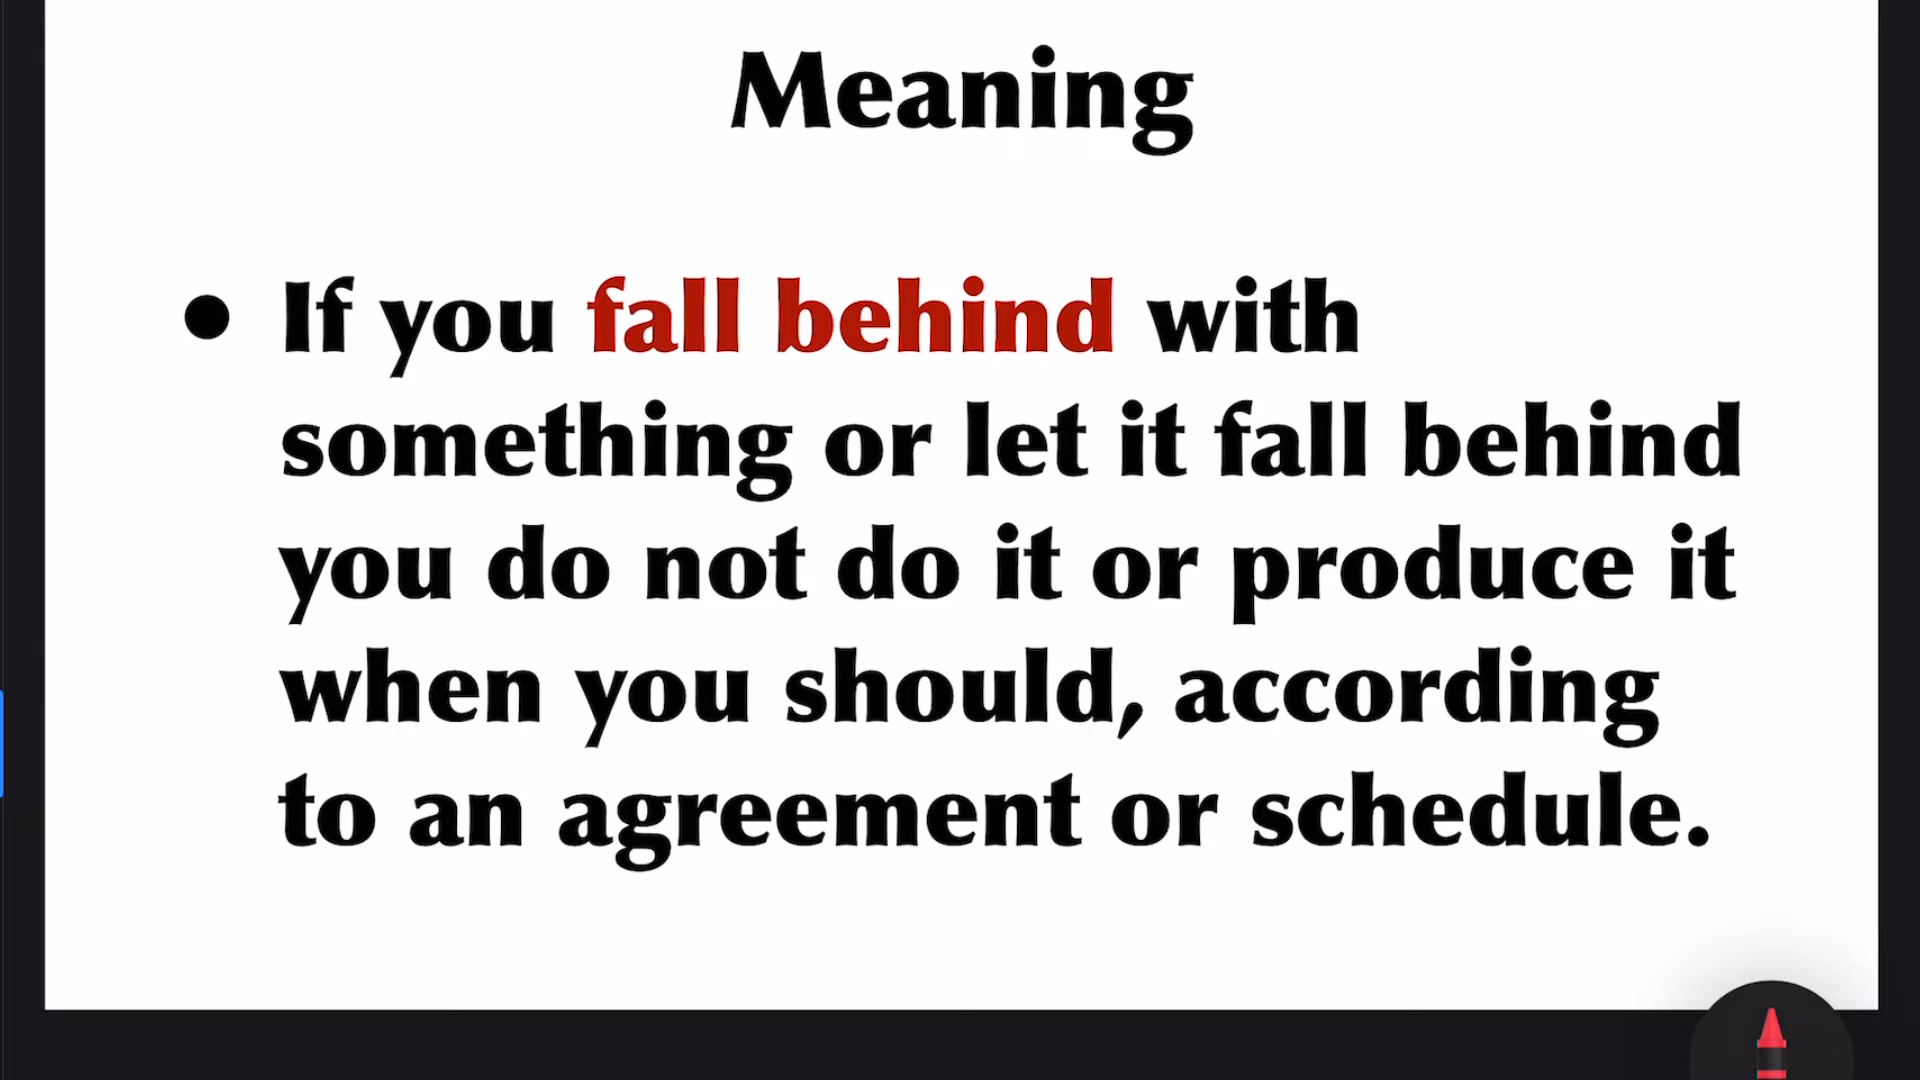 Meaning
• If you fall behind with
something or let it fall behind
you do not do it or produce it
when you should, according
to an agreement or schedule.